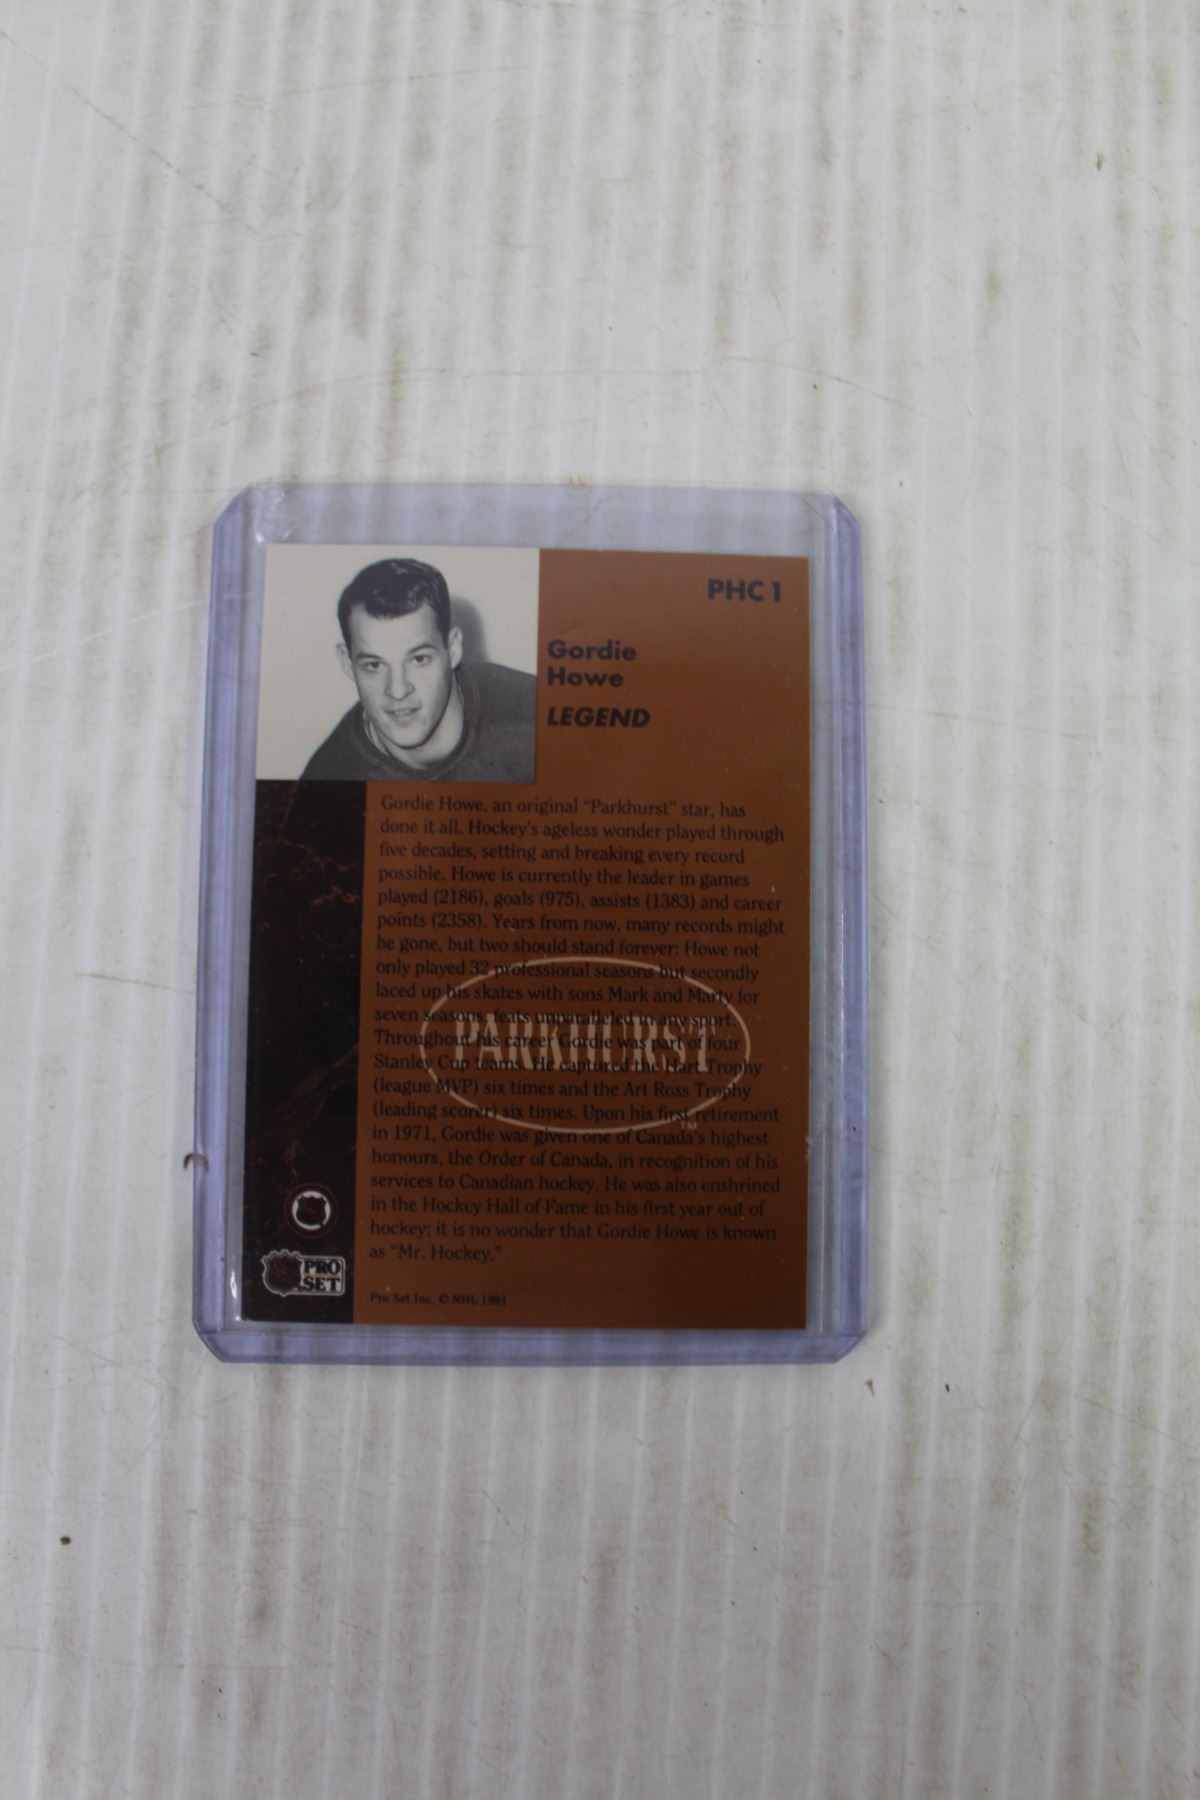 PHC 1
Gordie
Howe
LEGEND
Gordie Howe, an original "Parkhurst" star, has
done it all. Hockey's ageless wonder played through
five decades, setting and breaking every record
possible. Howe is currently the leader in games
played (2186), goals (975), assists (1383) and career
points (2358). Years from now, many records might
be gone, but two should stand forever: Howe not
only played 32 professional seasons but secondly
laced up his skates with sons Mark and Marty for
seven seasons, feats unparalleled in any sport.
Throughout his career Gordie was part of four
Stanley Cup teams. He captured the Hart Trophy
(league MVP) six times and the Art Ross Trophy
(leading scorer) six times. Upon his first retirement
in 1971, Gordie was given one of Canada's highest
honours, the Order of Canada, in recognition of his
services to Canadian hockey. He was also enshrined
in the Hockey Hall of Fame in his first year out of
hockey; it is no wonder that Gordie Howe is known
as "Mr. Hockey."
PARKHURST
TM
PRO
SET
Pro Set Inc. © NHL 1991